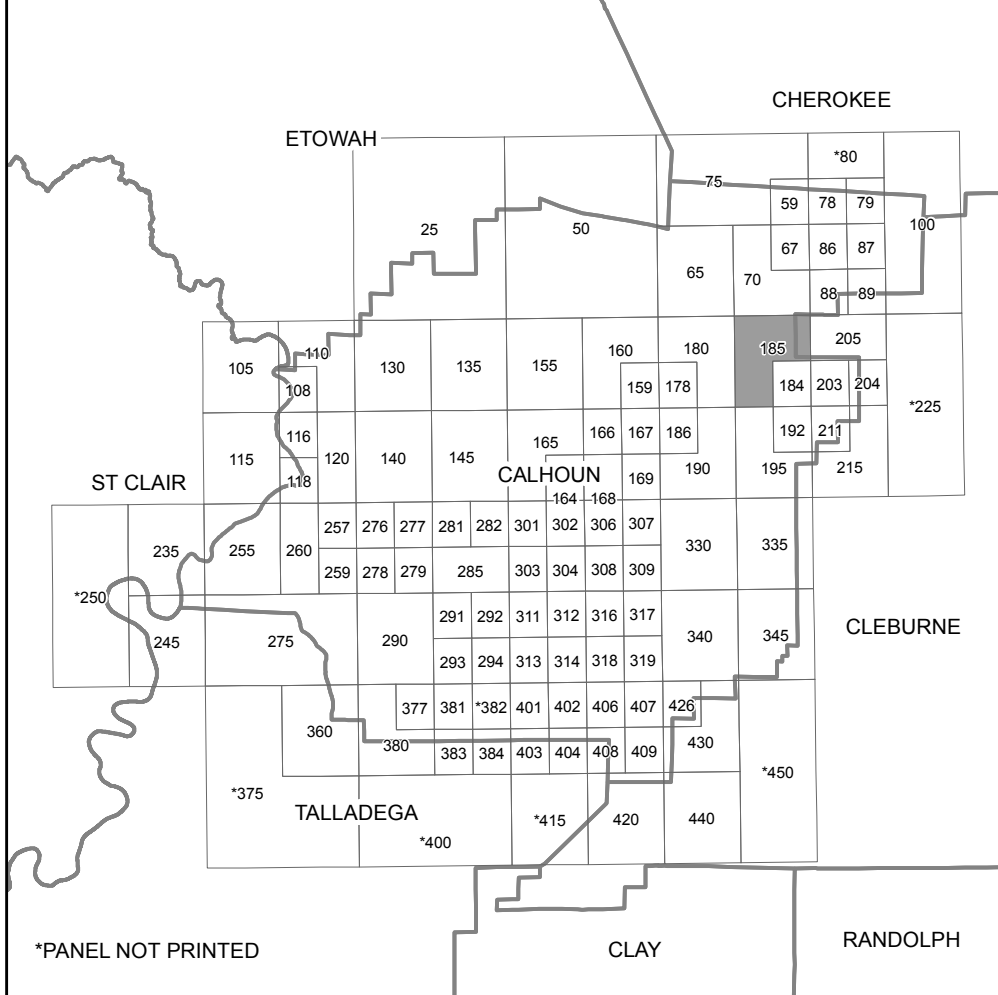 CHEROKEE
ETOWAH
*80
75
59 78 79
25 50 100
67 86 87
65 70
88 89
110 160 180 185 205
105 130 135 155
108 159 178 184 203 204
*225
116 166 167 186 192 211
115 120 140 145 165 190 195 215
ST CLAIR 118 CALHOUN 169
164 168
257 276 277 281 282 301 302 306 307
235 255 260 330 335
259 278 279 285 303 304 308 309
*250
291 292 311 312 316 317
245 275 290 340 345 CLEBURNE
293 294 313 314 318 319
377 381 *382 401 402 406 407 426
360
380 430
383 384 403 404 408 409
*450
*375
TALLADEGA *415 420 440
*400
*PANEL NOT PRINTED CLAY RANDOLPH